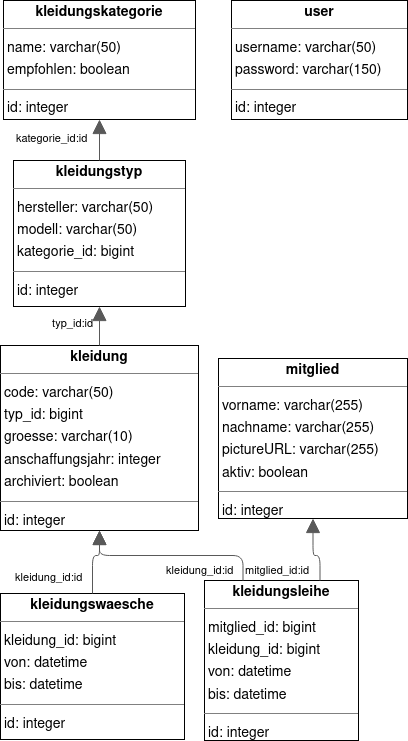 kleidungskategorie
name: varchar(50)
empfohlen: boolean
id: integer
user
username: varchar(50)
password: varchar(150)
id: integer
kategorie_id:id
kleidungstyp
hersteller: varchar(50)
modell: varchar(50)
kategorie_id: bigint
id: integer
typ_id:id
kleidung
code: varchar(50)
typ_id: bigint
groesse: varchar(10)
anschaffungsjahr: integer
archiviert: boolean
id: integer
mitglied
vorname: varchar(255)
nachname: varchar(255)
pictureURL: varchar(255)
aktiv: boolean
id: integer
kleidung_id:id
kleidung_id:id
mitglied_id:id
kleidungswaesche
kleidung_id: bigint
von: datetime
bis: datetime
id: integer
kleidungsleihe
mitglied_id: bigint
kleidung_id: bigint
von: datetime
bis: datetime
id: integer